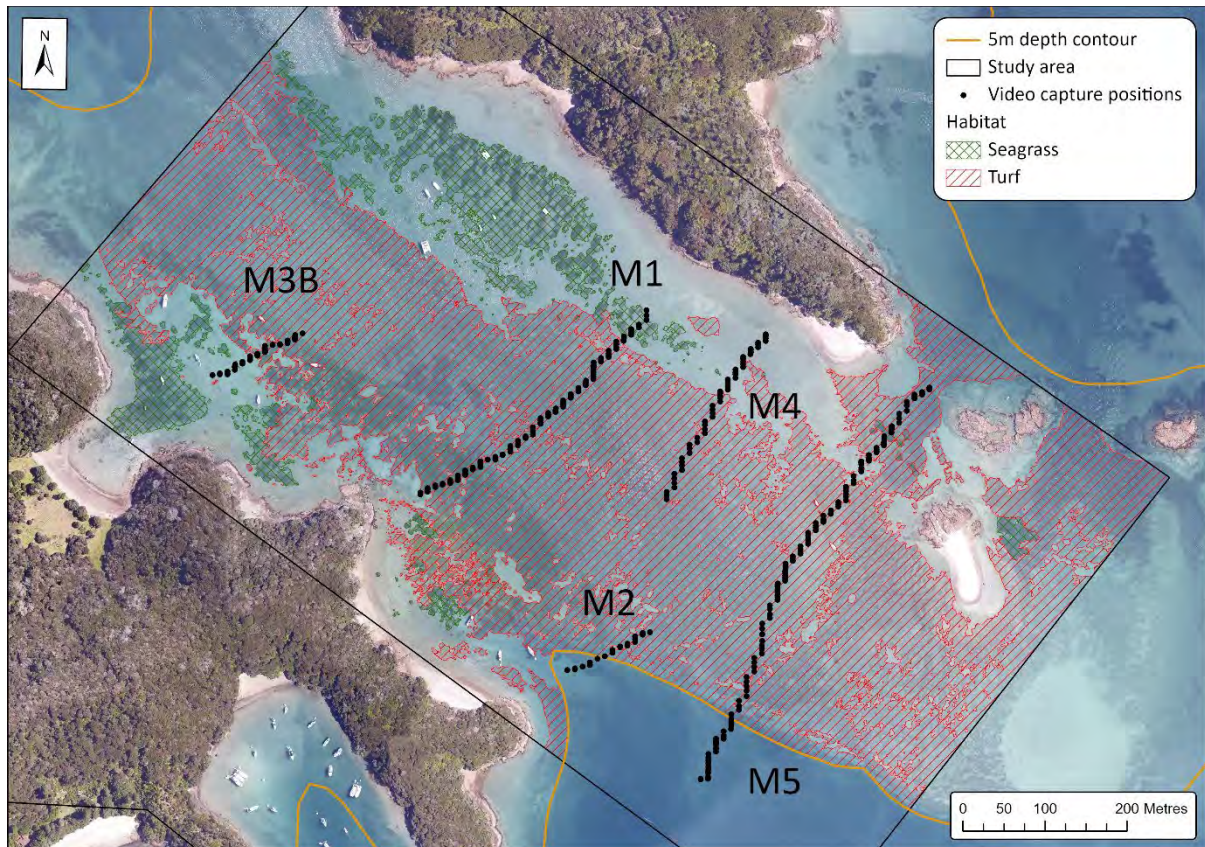 N
5m depth contour
Study area
Video capture positions
Habitat
Seagrass
Turf
M1
M3B
M4
M2
M5
0 50 100 200 Metres